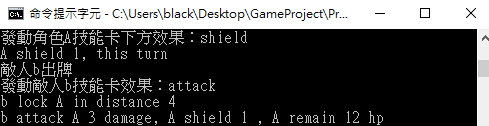 命令提示字元 - C:\Users\black\Desktop\GameProject\Pr...
發動角色A技能卡下方效果：shield
A shield 1, this turn
敵人b出牌
發動敵人b技能卡效果：attack
b lock A in distance 4
b attack A 3 damage, A shield 1 , A remain 12 hp